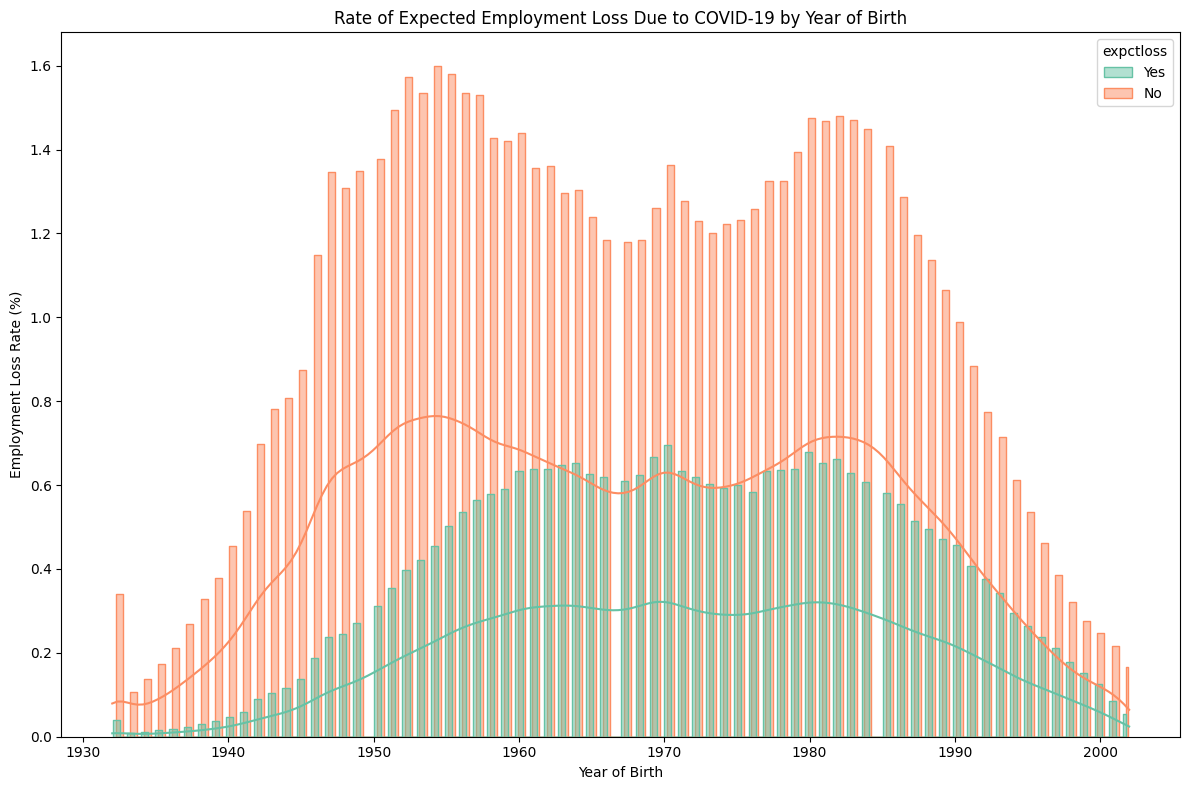 Rate of Expected Employment Loss Due to COVID-19 by Year of Birth
expctloss
Yes
No
Employment Loss Rate (%)
1.6
1.4
1.2
1.0
0.8
0.6
0.4
0.2
0.0
1930 1940 1950 1960 1970 1980 1990 2000
Year of Birth